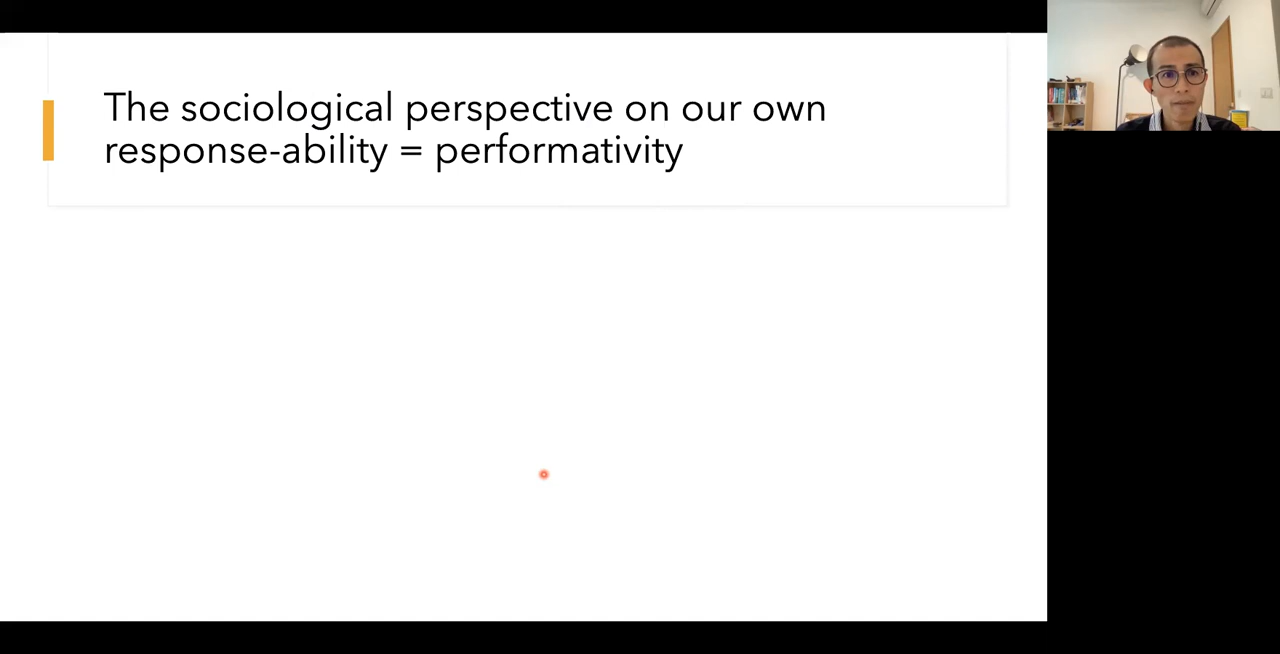 The sociological perspective on our own
response-ability = performativity